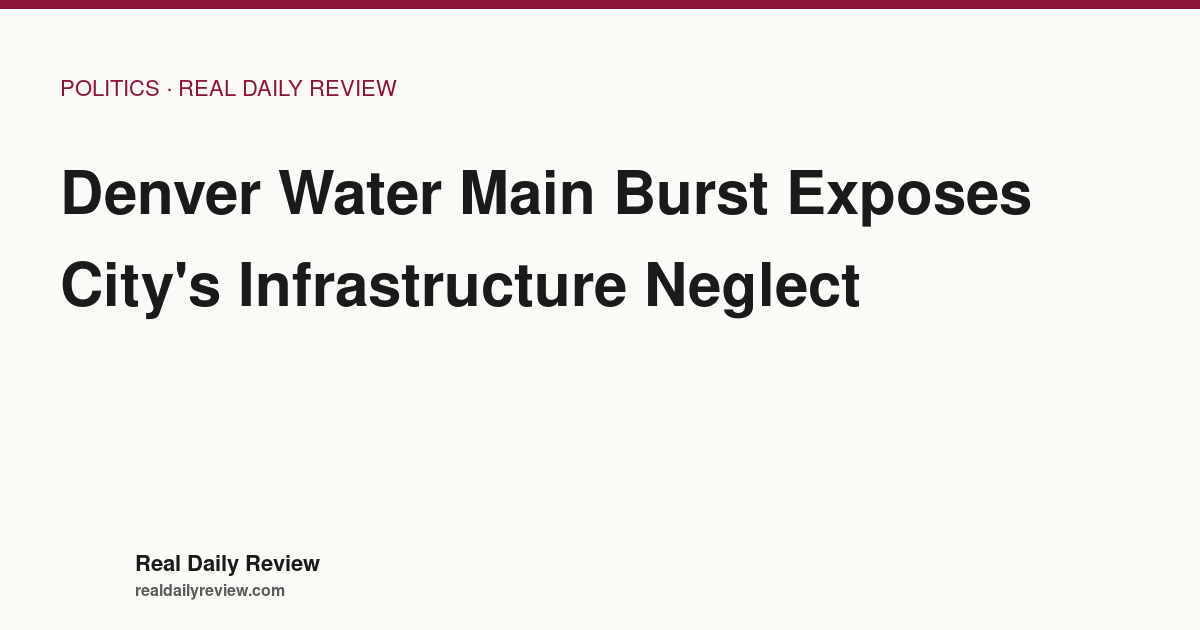 POLITICS · REAL DAILY REVIEW
Denver Water Main Burst Exposes
City's Infrastructure Neglect
Real Daily Review
realdailyreview.com